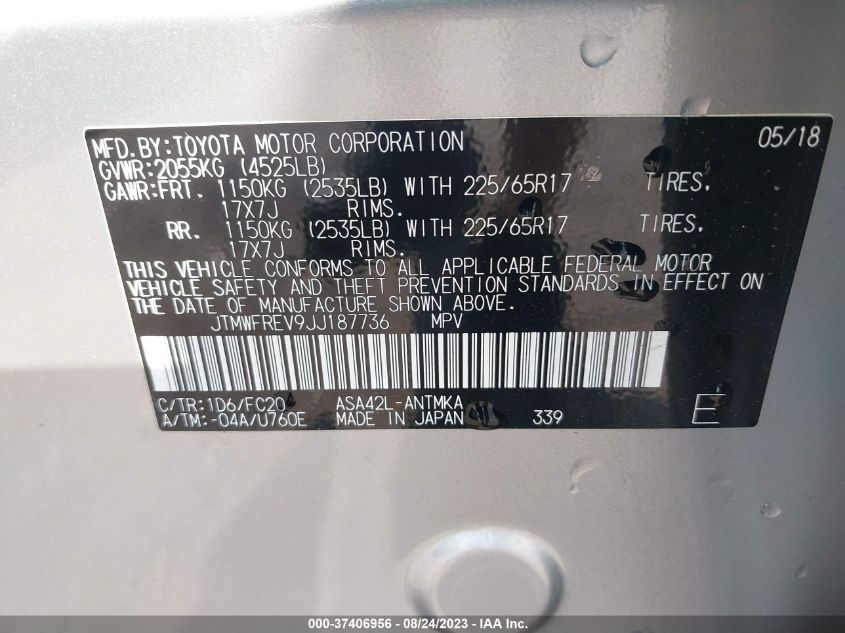 MFD.BY:TOYOTA MOTOR CORPORATION 05/18
GVWR:2055KG (4525LB)
GAWR:FRT. 1150KG (2535LB) WITH 225/65R17 TIRES.
17X7J RIMS.
RR. 1150KG (2535LB) WITH 225/65R17 TIRES.
17X7J RIMS.
THIS VEHICLE CONFORMS TO ALL APPLICABLE FEDERAL MOTOR
VEHICLE SAFETY AND THEFT PREVENTION STANDARDS IN EFFECT ON
THE DATE OF MANUFACTURE SHOWN ABOVE.
JTMWFREV9JJ187736 MPV
C/TR:1D6/FC20 ASA42L-ANTMKA
A/TM:-04A/U760E MADE IN JAPAN 339 E
000-37406956 - 08/24/2023 - IAA Inc.